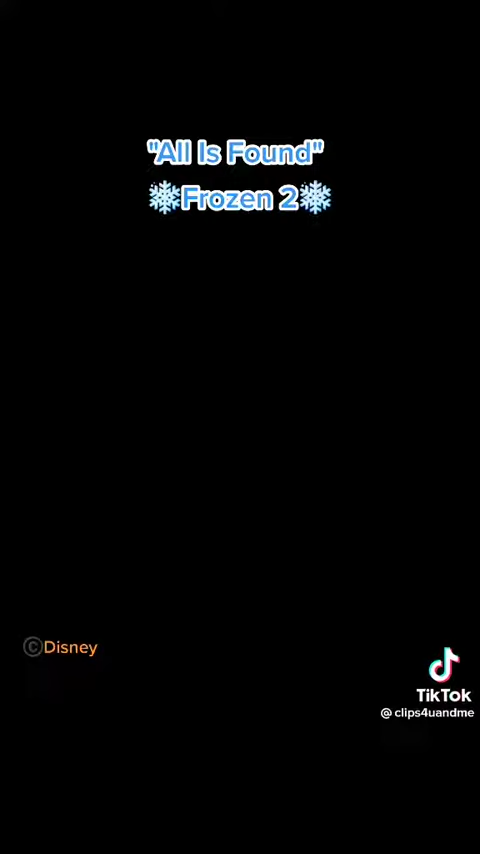 "All Is Found"
❄Frozen 2❄
©Disney
TikTok
@ clips4uandme